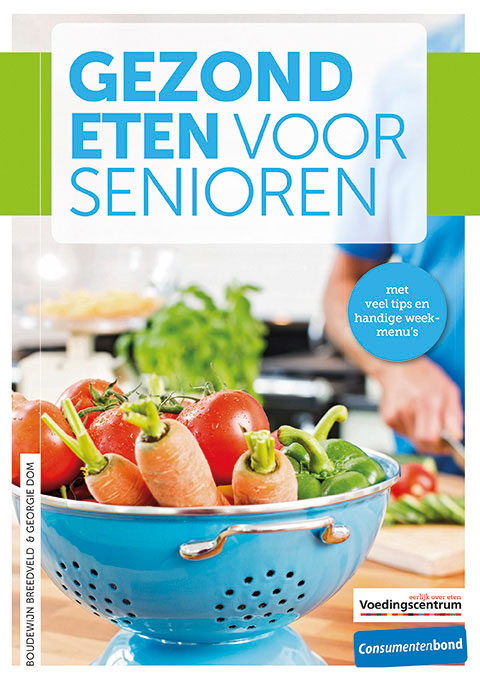 GEZOND
ETEN VOOR
SENIOREN
met
veel tips en
handige week-
menu's
BOUDEWIJN BREEDVELD & GEORGIE DOM
eerlijk over eten
Voedingscentrum
Consumentenbond